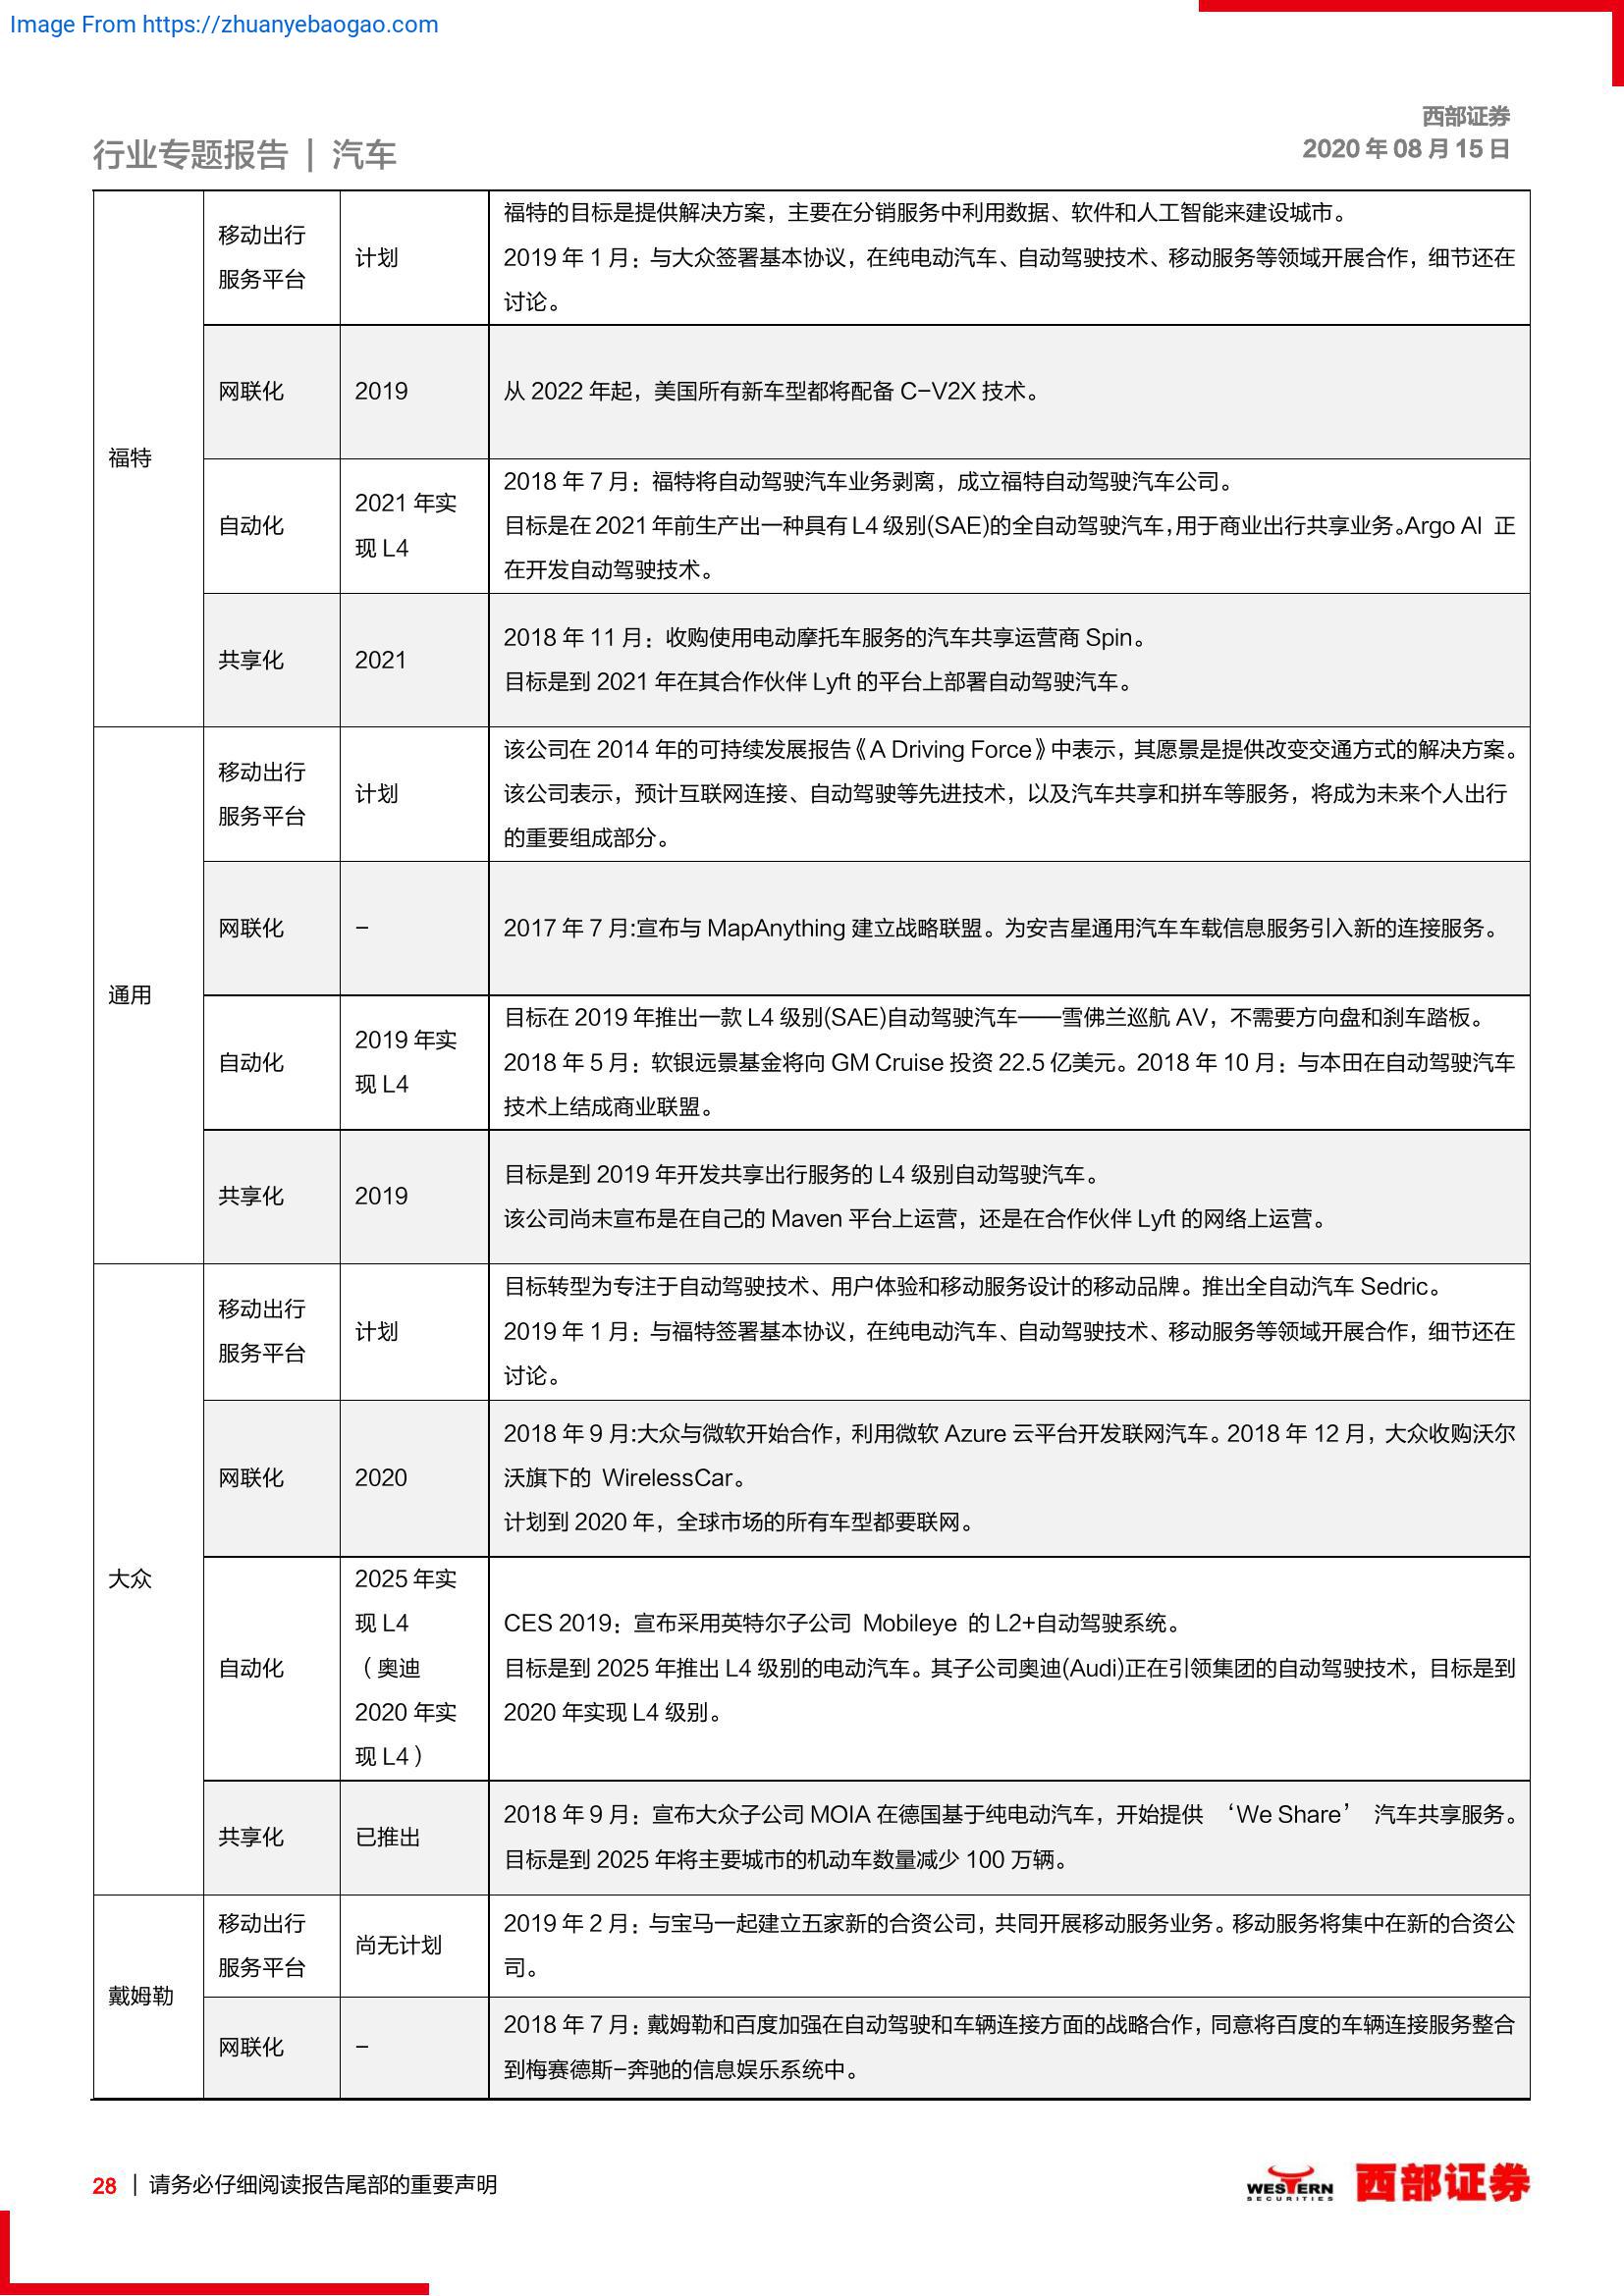 Image From https://zhuanyebaogao.com
西部证券
行业专题报告 | 汽车
2020 年 08 月 15 日
福特
移动出行
服务平台
计划
福特的目标是提供解决方案，主要在分销服务中利用数据、软件和人工智能来建设城市。
2019 年 1 月：与大众签署基本协议，在纯电动汽车、自动驾驶技术、移动服务等领域开展合作，细节还在
讨论。
网联化
2019
从 2022 年起，美国所有新车型都将配备 C-V2X 技术。
自动化
2021 年实
现 L4
2018 年 7 月：福特将自动驾驶汽车业务剥离，成立福特自动驾驶汽车公司。
目标是在 2021 年前生产出一种具有 L4 级别(SAE)的全自动驾驶汽车，用于商业出行共享业务。Argo AI 正
在开发自动驾驶技术。
共享化
2021
2018 年 11 月：收购使用电动摩托车服务的汽车共享运营商 Spin。
目标是到 2021 年在其合作伙伴 Lyft 的平台上部署自动驾驶汽车。
通用
移动出行
服务平台
计划
该公司在 2014 年的可持续发展报告《A Driving Force》中表示，其愿景是提供改变交通方式的解决方案。
该公司表示，预计互联网连接、自动驾驶等先进技术，以及汽车共享和拼车等服务，将成为未来个人出行
的重要组成部分。
网联化
-
2017 年 7 月:宣布与 MapAnything 建立战略联盟。为安吉星通用汽车车载信息服务引入新的连接服务。
自动化
2019 年实
现 L4
目标在 2019 年推出一款 L4 级别(SAE)自动驾驶汽车——雪佛兰巡航 AV，不需要方向盘和刹车踏板。
2018 年 5 月：软银远景基金将向 GM Cruise 投资 22.5 亿美元。2018 年 10 月：与本田在自动驾驶汽车
技术上结成商业联盟。
共享化
2019
目标是到 2019 年开发共享出行服务的 L4 级别自动驾驶汽车。
该公司尚未宣布是在自己的 Maven 平台上运营，还是在合作伙伴 Lyft 的网络上运营。
大众
移动出行
服务平台
计划
目标转型为专注于自动驾驶技术、用户体验和移动服务设计的移动品牌。推出全自动汽车 Sedric。
2019 年 1 月：与福特签署基本协议，在纯电动汽车、自动驾驶技术、移动服务等领域开展合作，细节还在
讨论。
网联化
2020
2018 年 9 月:大众与微软开始合作，利用微软 Azure 云平台开发联网汽车。2018 年 12 月，大众收购沃尔
沃旗下的 WirelessCar。
计划到 2020 年，全球市场的所有车型都要联网。
自动化
2025 年实
现 L4
（奥迪
2020 年实
现 L4）
CES 2019：宣布采用英特尔子公司 Mobileye 的 L2+自动驾驶系统。
目标是到 2025 年推出 L4 级别的电动汽车。其子公司奥迪(Audi)正在引领集团的自动驾驶技术，目标是到
2020 年实现 L4 级别。
共享化
已推出
2018 年 9 月：宣布大众子公司 MOIA 在德国基于纯电动汽车，开始提供 ‘We Share’ 汽车共享服务。
目标是到 2025 年将主要城市的机动车数量减少 100 万辆。
戴姆勒
移动出行
服务平台
尚无计划
2019 年 2 月：与宝马一起建立五家新的合资公司，共同开展移动服务业务。移动服务将集中在新的合资公
司。
网联化
-
2018 年 7 月：戴姆勒和百度加强在自动驾驶和车辆连接方面的战略合作，同意将百度的车辆连接服务整合
到梅赛德斯-奔驰的信息娱乐系统中。
28 | 请务必仔细阅读报告尾部的重要声明
WESTERN
SECURITIES
西部证券